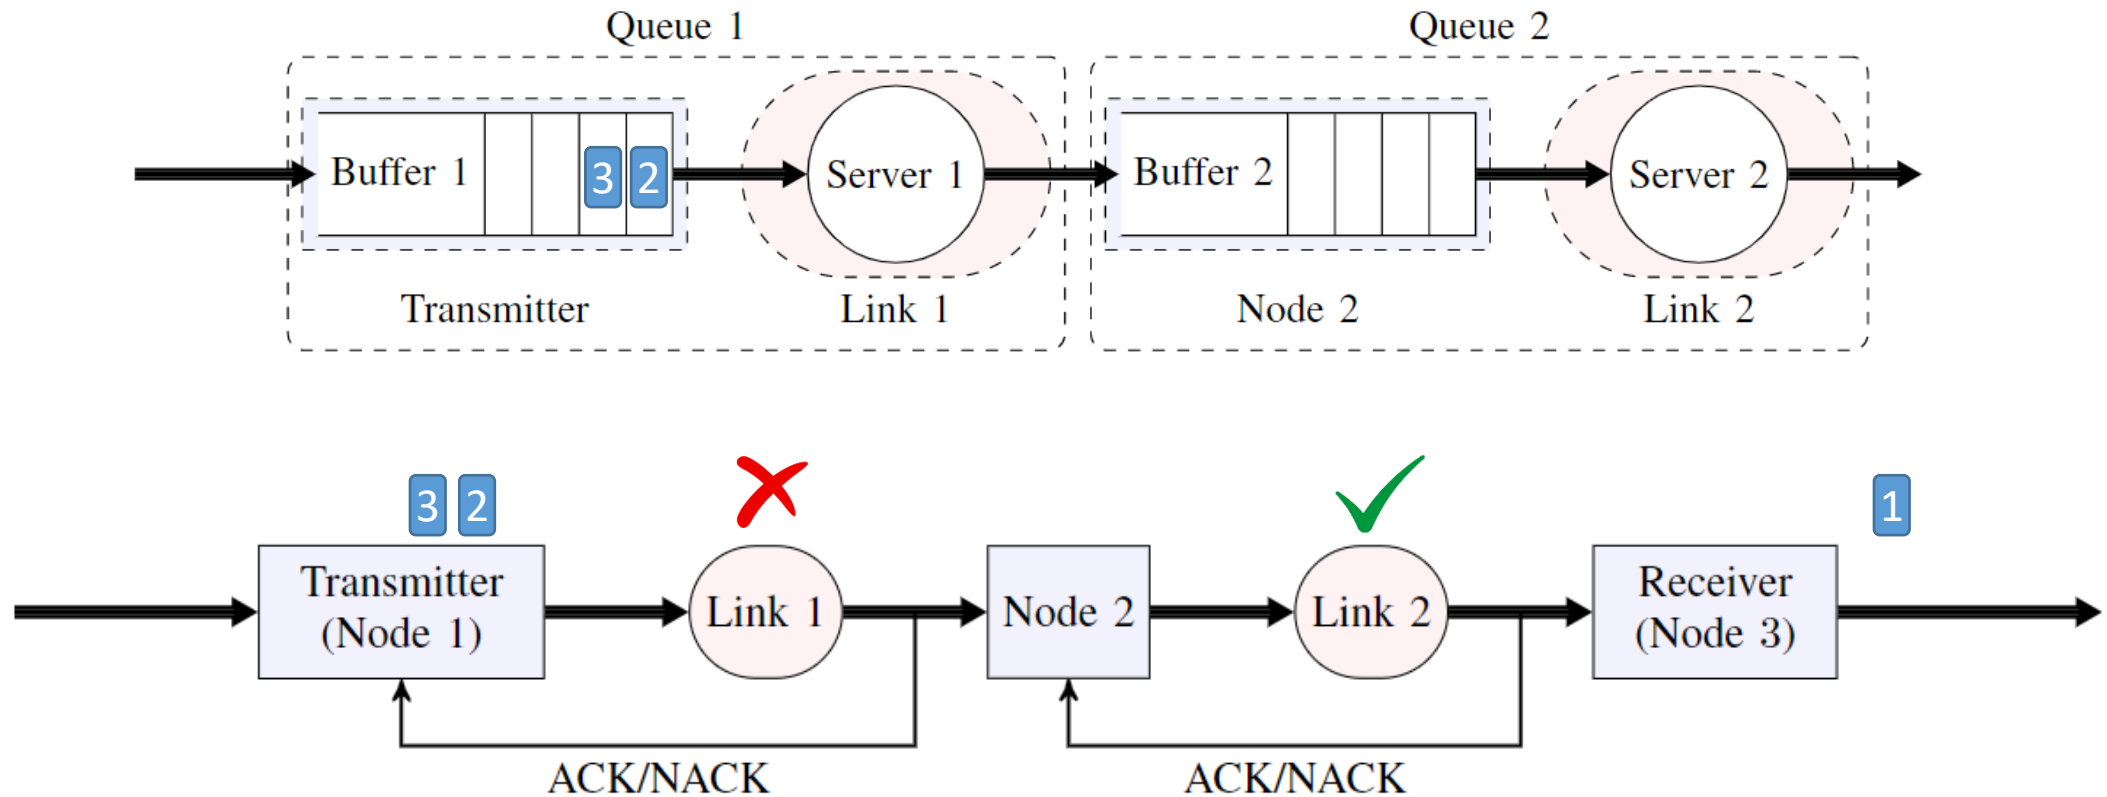 Queue 1
Queue 2
Buffer 1
3
2
Server 1
Buffer 2
Server 2
Transmitter
Link 1
Node 2
Link 2
3
2
1
Transmitter
(Node 1)
Link 1
Node 2
Link 2
Receiver
(Node 3)
ACK/NACK
ACK/NACK